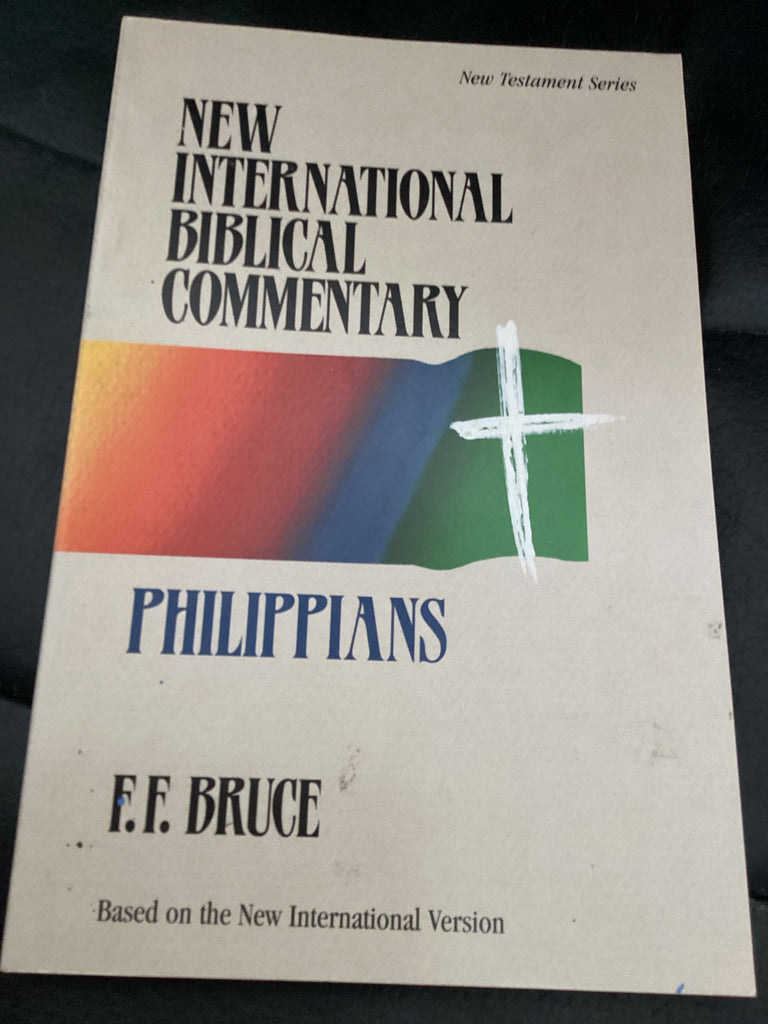 New Testament Series
NEW
INTERNATIONAL
BIBLICAL
COMMENTARY
PHILIPPIANS
F. F. BRUCE
Based on the New International Version